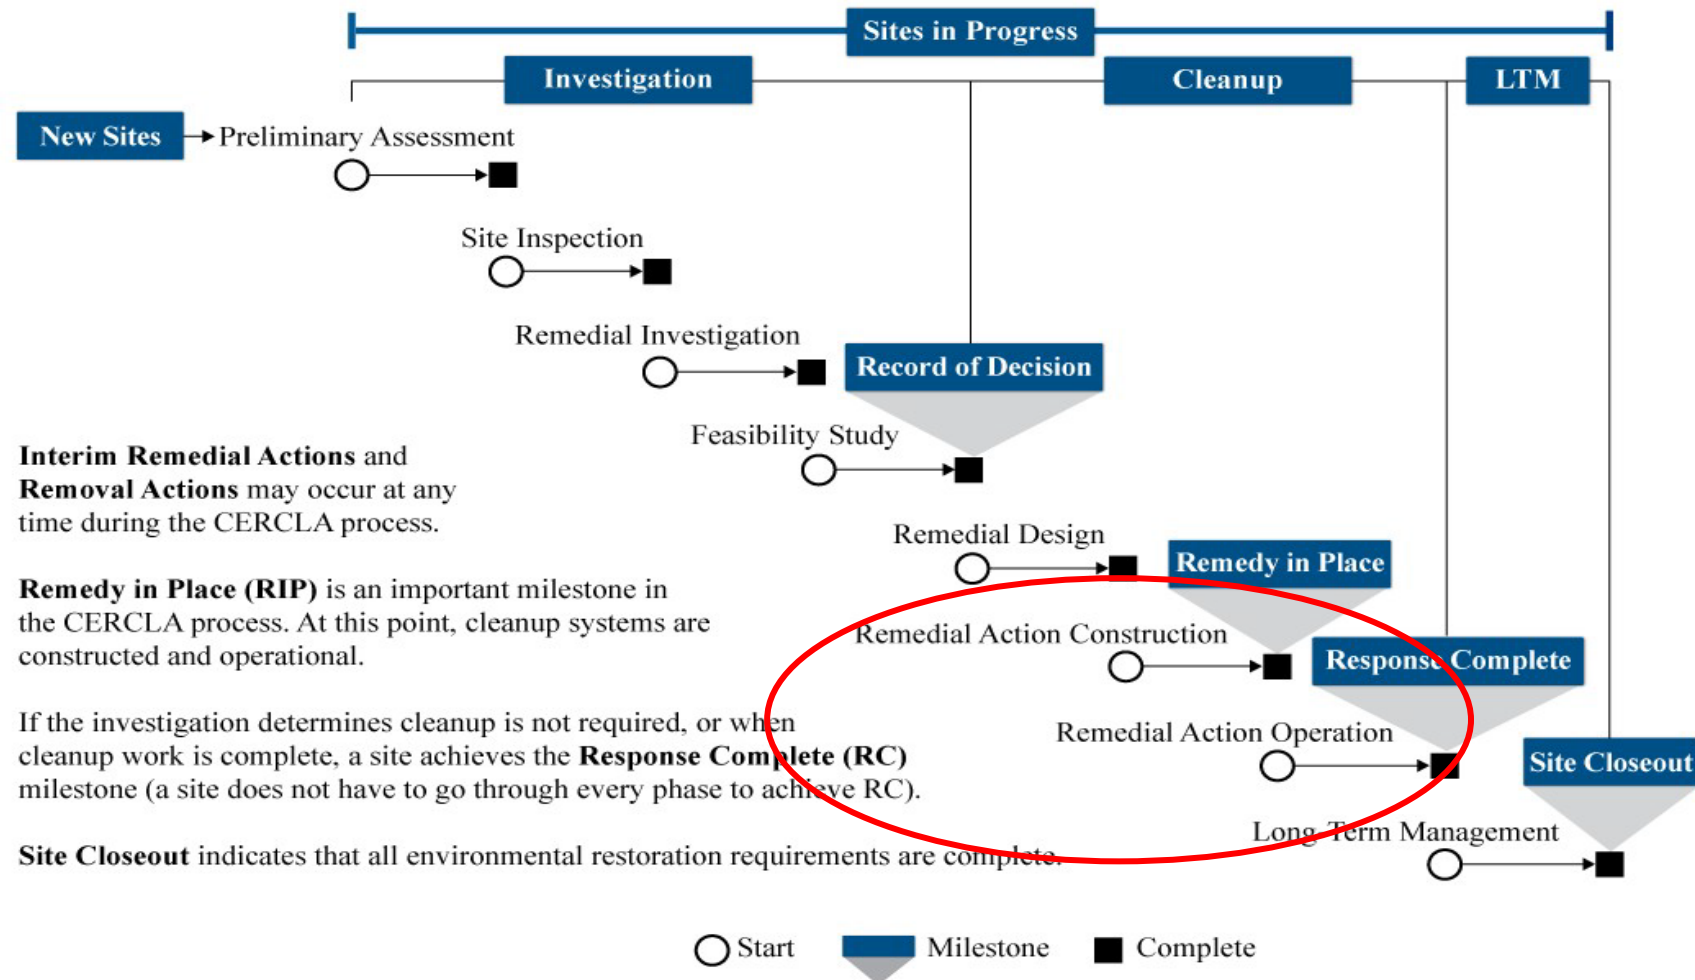 Sites in Progress
Investigation
Cleanup
LTM
New Sites
Preliminary Assessment
Site Inspection
Remedial Investigation
Record of Decision
Feasibility Study
Interim Remedial Actions and
Removal Actions may occur at any
time during the CERCLA process.
Remedial Design
Remedy in Place
Remedy in Place (RIP) is an important milestone in
the CERCLA process. At this point, cleanup systems are
constructed and operational.
Remedial Action Construction
Response Complete
If the investigation determines cleanup is not required, or when
cleanup work is complete, a site achieves the Response Complete (RC)
milestone (a site does not have to go through every phase to achieve RC).
Remedial Action Operation
Site Closeout
Long-Term Management
Site Closeout indicates that all environmental restoration requirements are complete.
Start
Milestone
Complete